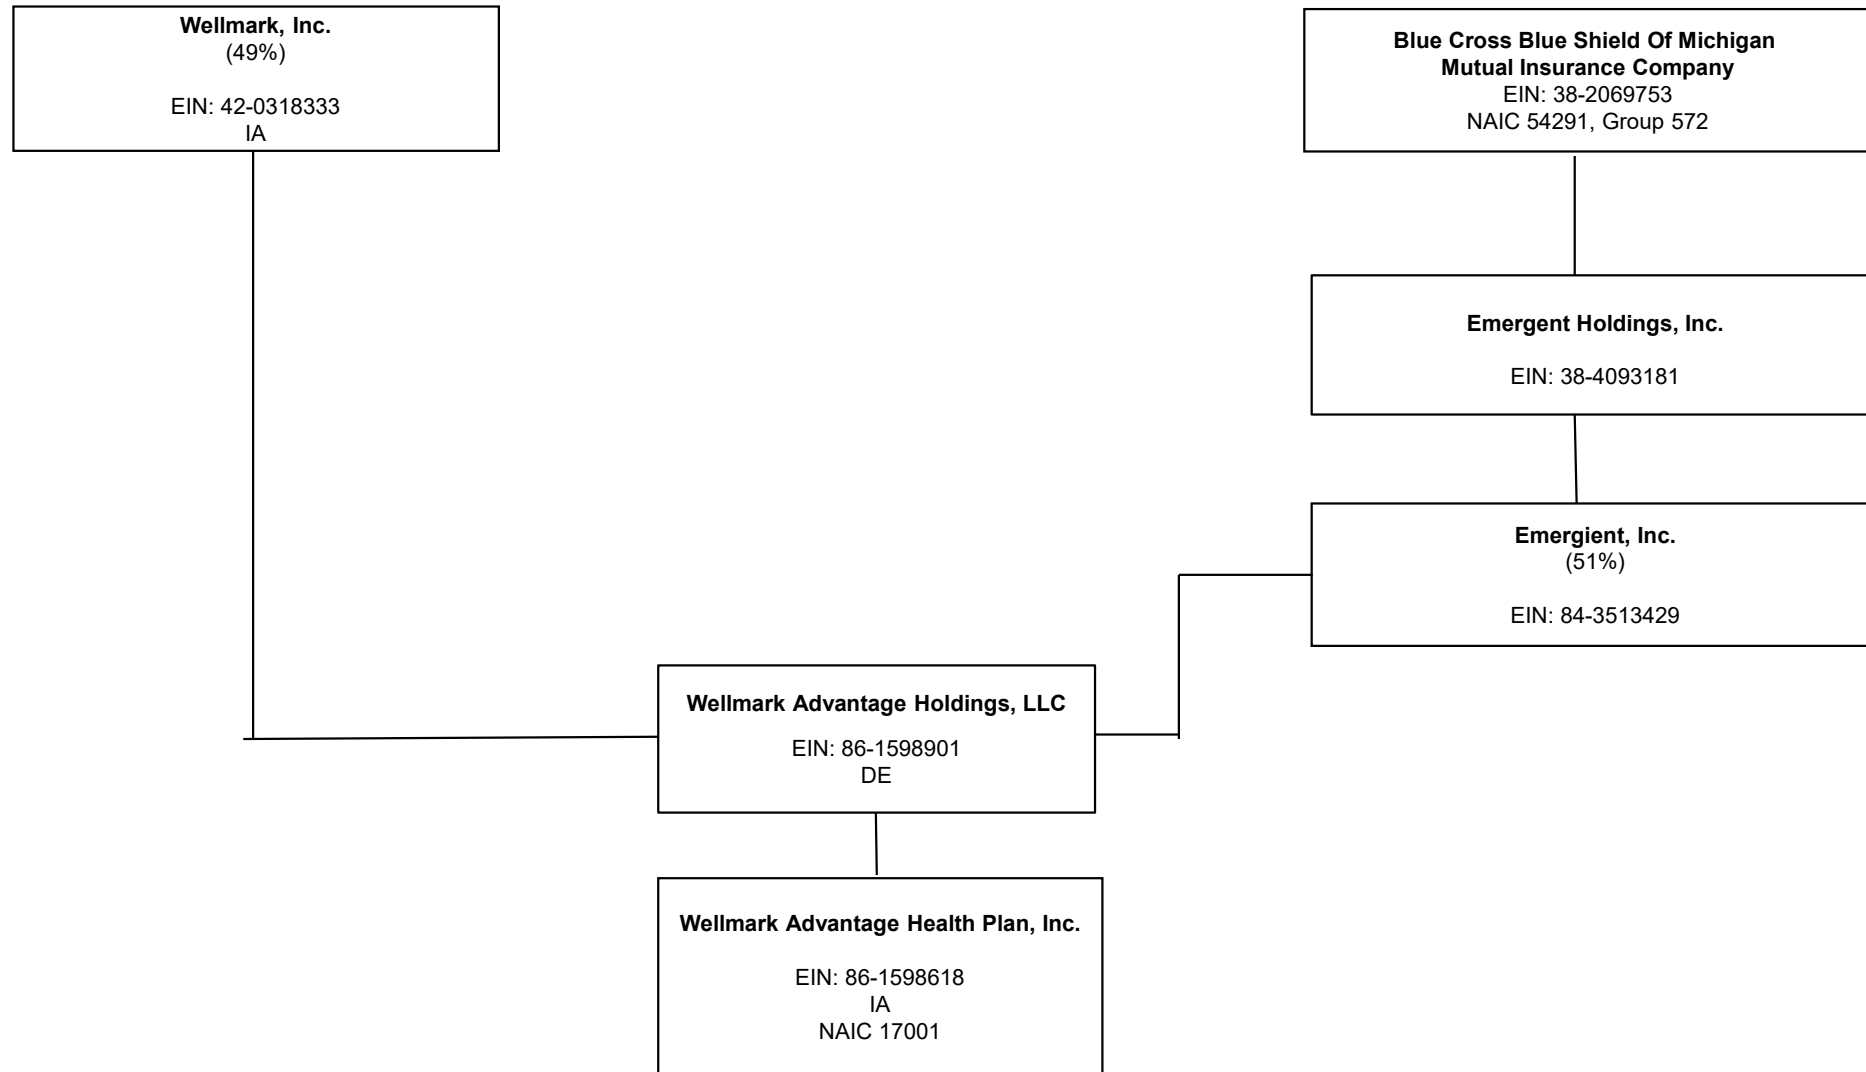 Wellmark, Inc.
(49%)
EIN: 42-0318333
IA
Blue Cross Blue Shield Of Michigan
Mutual Insurance Company
EIN: 38-2069753
NAIC 54291, Group 572
Emergent Holdings, Inc.
EIN: 38-4093181
Emergient, Inc.
(51%)
EIN: 84-3513429
Wellmark Advantage Holdings, LLC
EIN: 86-1598901
DE
Wellmark Advantage Health Plan, Inc.
EIN: 86-1598618
IA
NAIC 17001